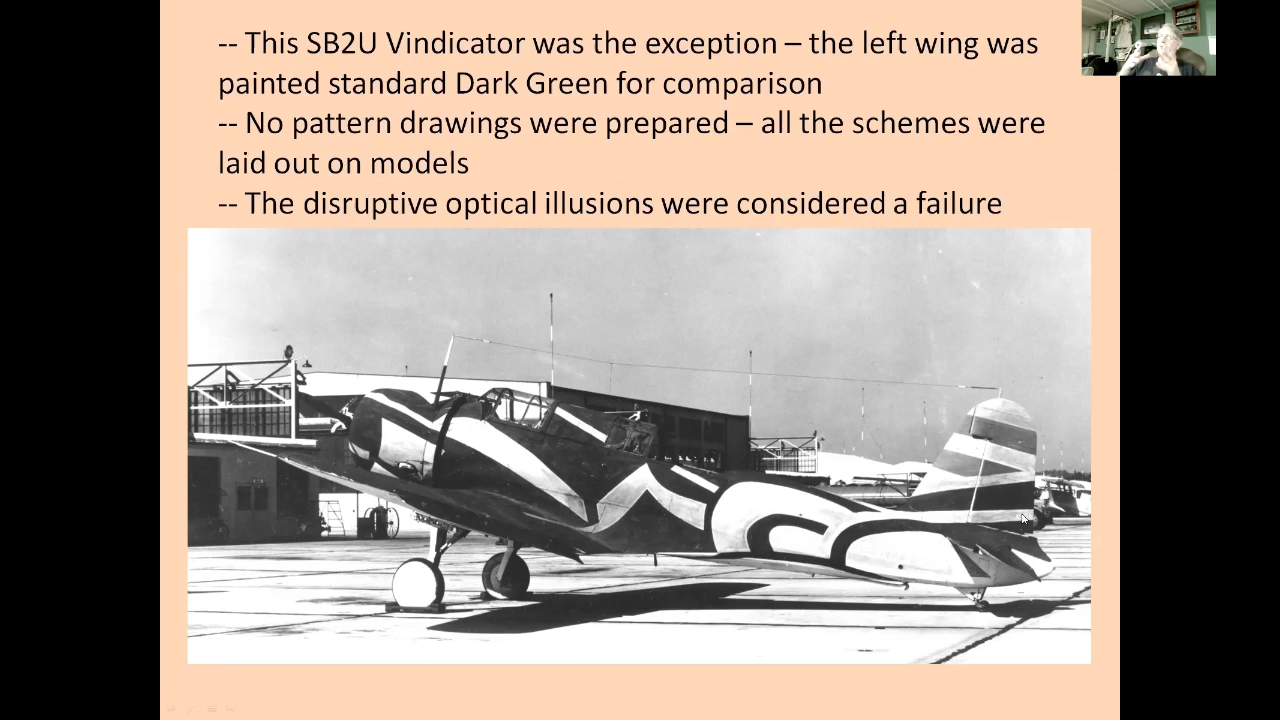 -- This SB2U Vindicator was the exception – the left wing was
painted standard Dark Green for comparison
-- No pattern drawings were prepared – all the schemes were
laid out on models
-- The disruptive optical illusions were considered a failure